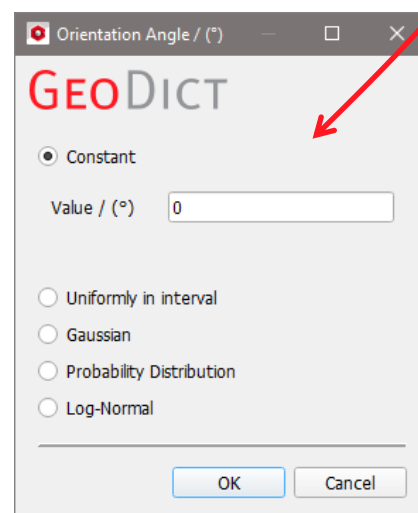 Orientation Angle / (°)
GEODICT
Constant
Value / (°) 0
Uniformly in interval
Gaussian
Probability Distribution
Log-Normal
OK Cancel